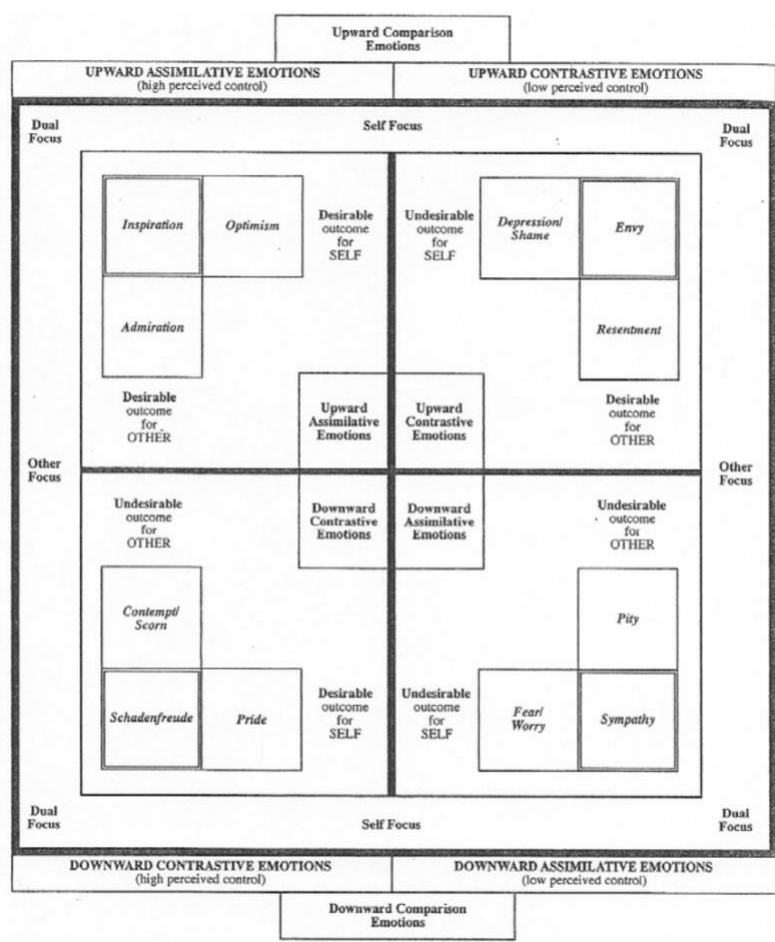 Upward Comparison
Emotions
UPWARD ASSIMILATIVE EMOTIONS
(high perceived control)
UPWARD CONTRASTIVE EMOTIONS
(low perceived control)
Dual
Focus
Self Focus
Dual
Focus
Inspiration
Optimism
Desirable
outcome
for
SELF
Undesirable
outcome
for
SELF
Depression/
Shame
Envy
Admiration
Resentment
Desirable
outcome
for
OTHER
Upward
Assimilative
Emotions
Upward
Contrastive
Emotions
Desirable
outcome
for
OTHER
Other
Focus
Other
Focus
Undesirable
outcome
for
OTHER
Downward
Contrastive
Emotions
Downward
Assimilative
Emotions
Undesirable
outcome
for
OTHER
Contempt/
Scorn
Pity
Schadenfreude
Pride
Desirable
outcome
for
SELF
Undesirable
outcome
for
SELF
Fear/
Worry
Sympathy
Dual
Focus
Self Focus
Dual
Focus
DOWNWARD CONTRASTIVE EMOTIONS
(high perceived control)
DOWNWARD ASSIMILATIVE EMOTIONS
(low perceived control)
Downward Comparison
Emotions